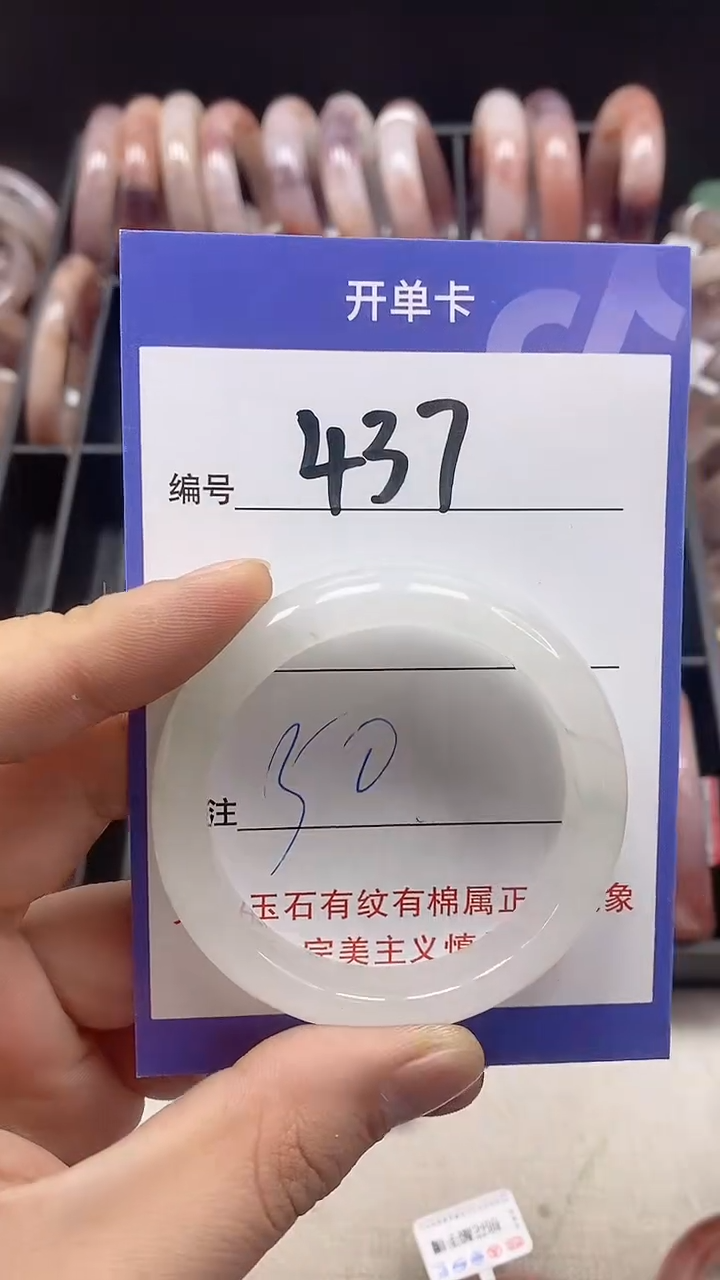 开单卡
编号 437
注 50
玉石有纹有棉属正 象
完美主义慎